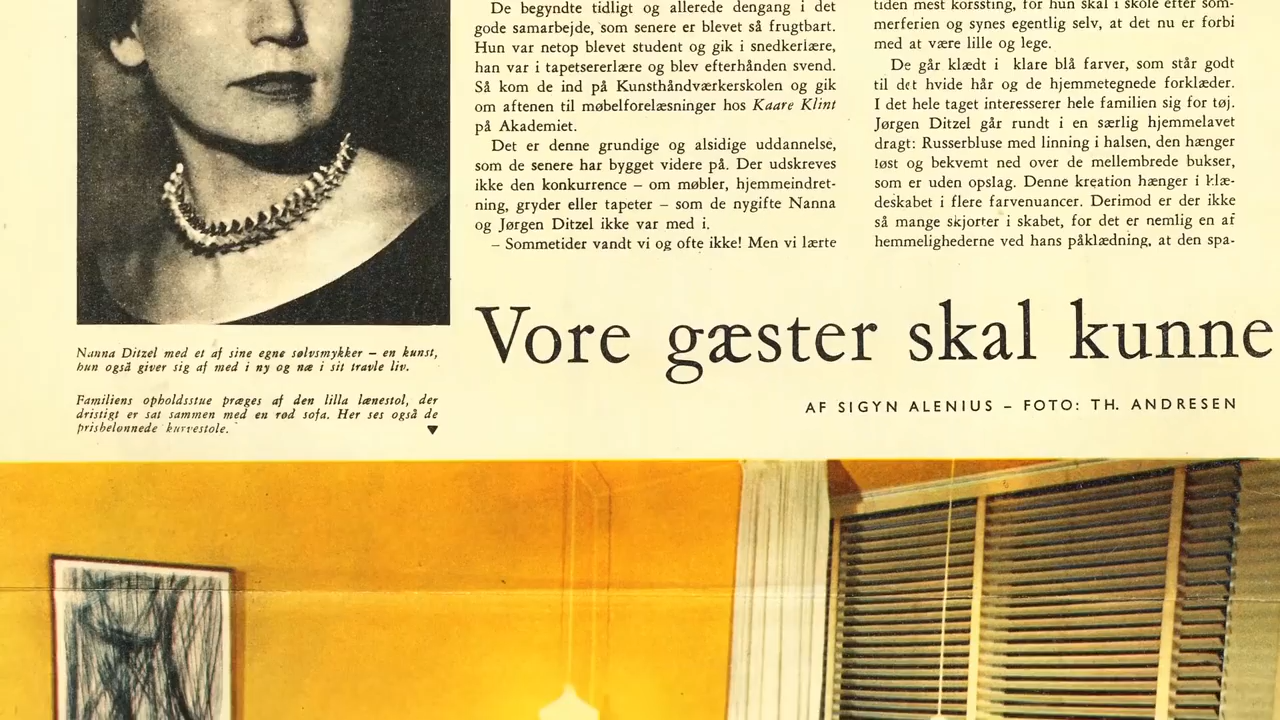 De begyndte tidligt og allerede dengang i det
gode samarbejde, som senere er blevet så frugtbart.
Hun var netop blevet student og gik i snedkerlære,
han var i tapetsererlære og blev efterhånden svend.
Så kom de ind på Kunsthåndværkerskolen og gik
om aftenen til møbelforelæsninger hos Kaare Klint
på Akademiet.
Det er denne grundige og alsidige uddannelse,
som de senere har bygget videre på. Der udskreves
ikke den konkurrence – om møbler, hjemmeindret-
ning, gryder eller tapeter – som de nygifte Nanna
og Jørgen Ditzel ikke var med i.
– Sommetider vandt vi og ofte ikke! Men vi lærte
tiden mest korssting, for hun skal i skole efter som-
merferien og synes egentlig selv, at det nu er forbi
med at være lille og lege.
De går klædt i klare blå farver, som står godt
til det hvide hår og de hjemmetegnede forklæder.
I det hele taget interesserer hele familien sig for tøj.
Jørgen Ditzel går rundt i en særlig hjemmelavet
dragt: Russerbluse med linning i halsen, den hænger
løst og bekvemt ned over de mellembrede bukser,
som er uden opslag. Denne kreation hænger i klæ-
deskabet i flere farvenuancer. Derimod er der ikke
så mange skjorter i skabet, for det er nemlig en af
hemmelighederne ved hans påklædning, at den spa-
Nanna Ditzel med et af sine egne sølvsmykker – en kunst,
hun også giver sig af med i ny og næ i sit travle liv.
Familiens opholdsstue præges af den lilla lænestol, der
dristigt er sat sammen med en rød sofa. Her ses også de
prisbelønnede kurvestole.
Vore gæster skal kunne
AF SIGYN ALENIUS – FOTO: TH. ANDRESEN